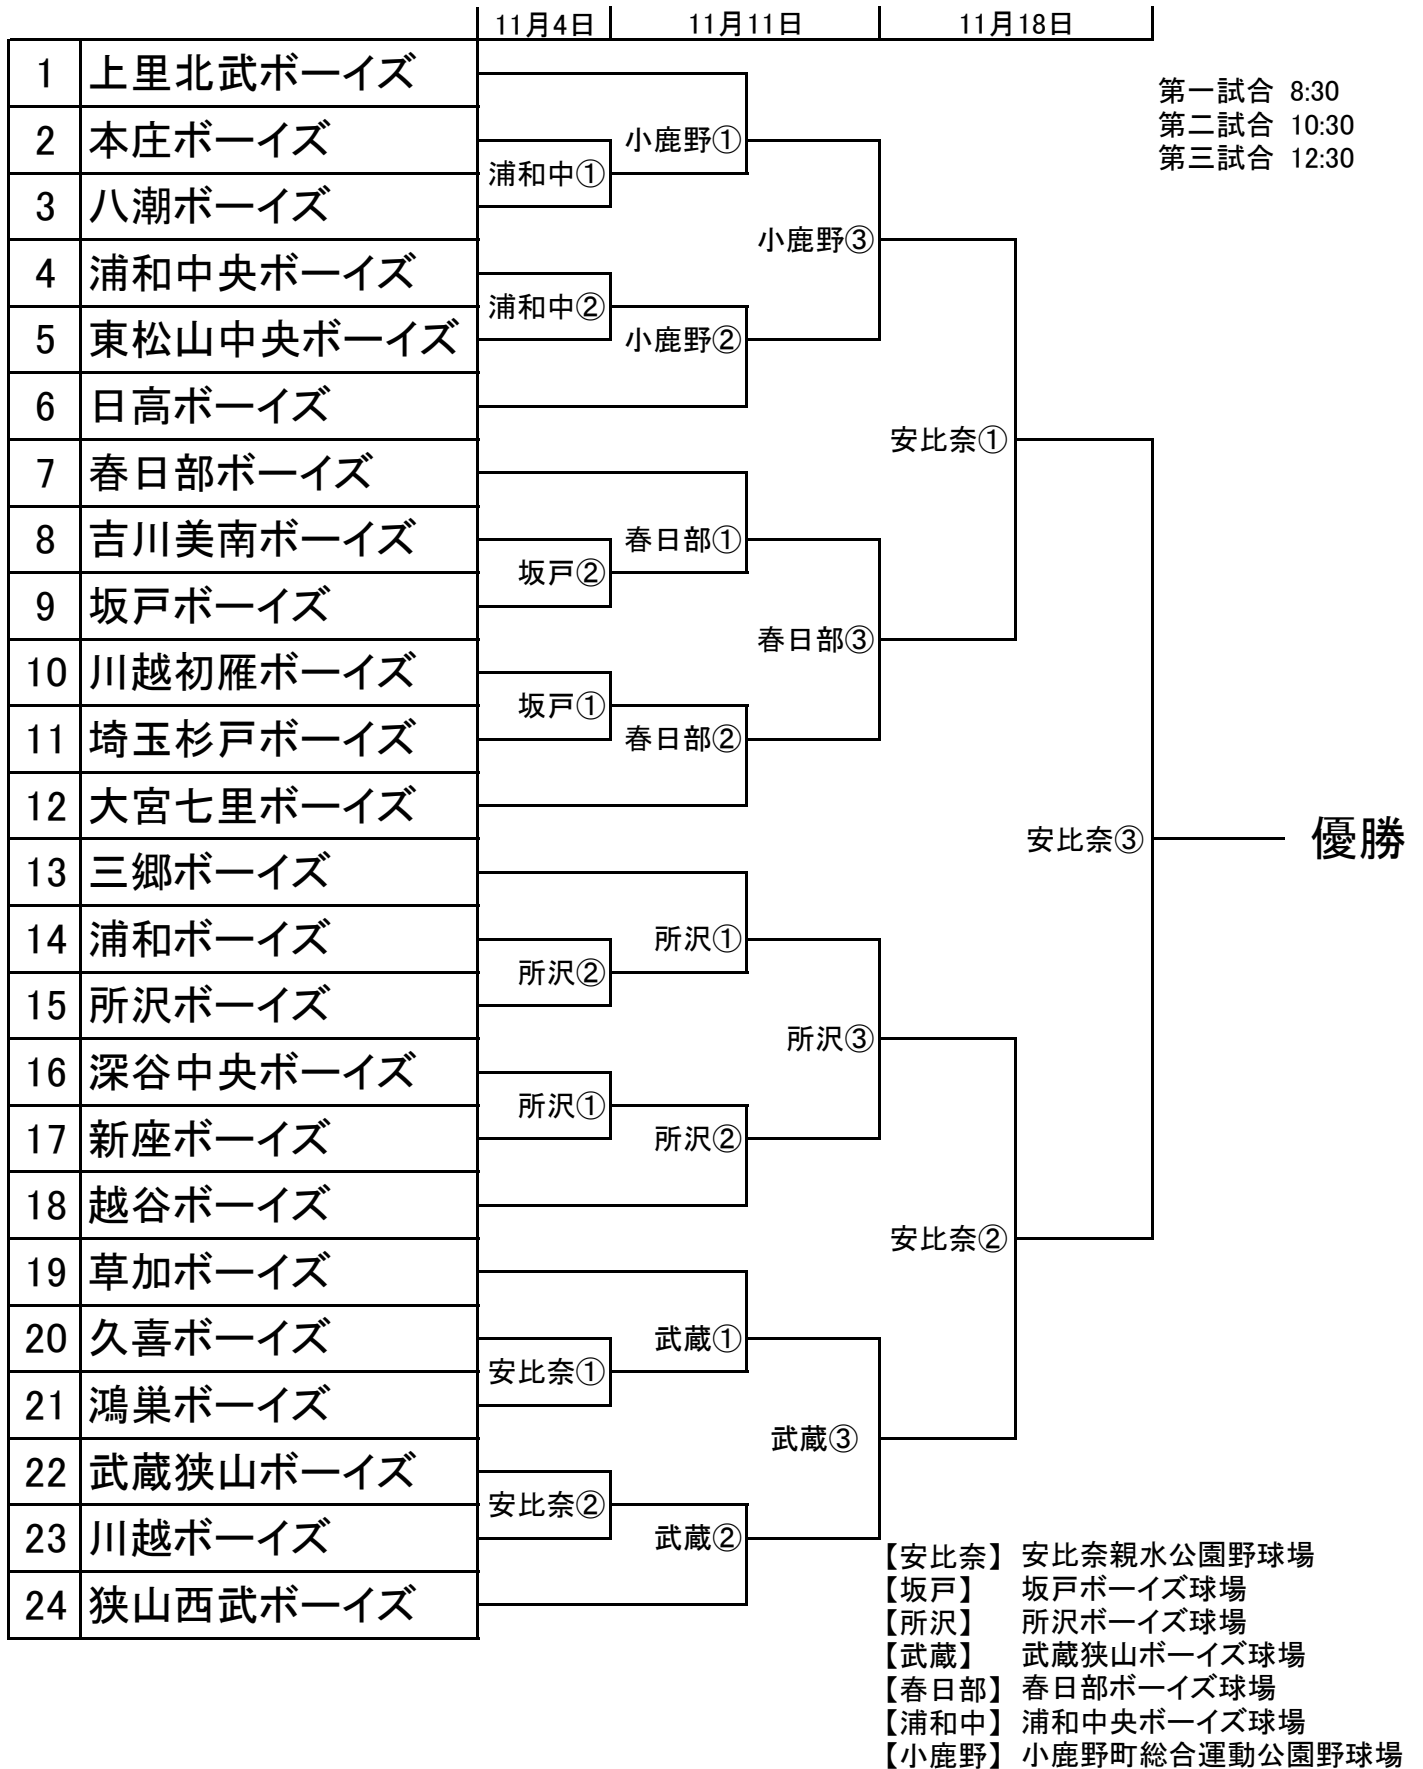 11月4日 11月11日 11月18日
1 上里北武ボーイズ
第一試合 8:30
2 本庄ボーイズ
小鹿野①
第二試合 10:30
第三試合 12:30
浦和中①
3 八潮ボーイズ
小鹿野③
4 浦和中央ボーイズ
浦和中②
5 東松山中央ボーイズ
小鹿野②
6 日高ボーイズ
安比奈①
7 春日部ボーイズ
8 吉川美南ボーイズ
春日部①
坂戸②
9 坂戸ボーイズ
春日部③
10 川越初雁ボーイズ
坂戸①
11 埼玉杉戸ボーイズ
春日部②
12 大宮七里ボーイズ
安比奈③
優勝
13 三郷ボーイズ
14 浦和ボーイズ
所沢①
所沢②
15 所沢ボーイズ
所沢③
16 深谷中央ボーイズ
所沢①
17 新座ボーイズ
所沢②
18 越谷ボーイズ
安比奈②
19 草加ボーイズ
20 久喜ボーイズ
武蔵①
安比奈①
21 鴻巣ボーイズ
武蔵③
22 武蔵狭山ボーイズ
安比奈②
23 川越ボーイズ
武蔵②
24 狭山西武ボーイズ
【安比奈】 安比奈親水公園野球場
【坂戸】 坂戸ボーイズ球場
【所沢】 所沢ボーイズ球場
【武蔵】 武蔵狭山ボーイズ球場
【春日部】 春日部ボーイズ球場
【浦和中】 浦和中央ボーイズ球場
【小鹿野】 小鹿野町総合運動公園野球場